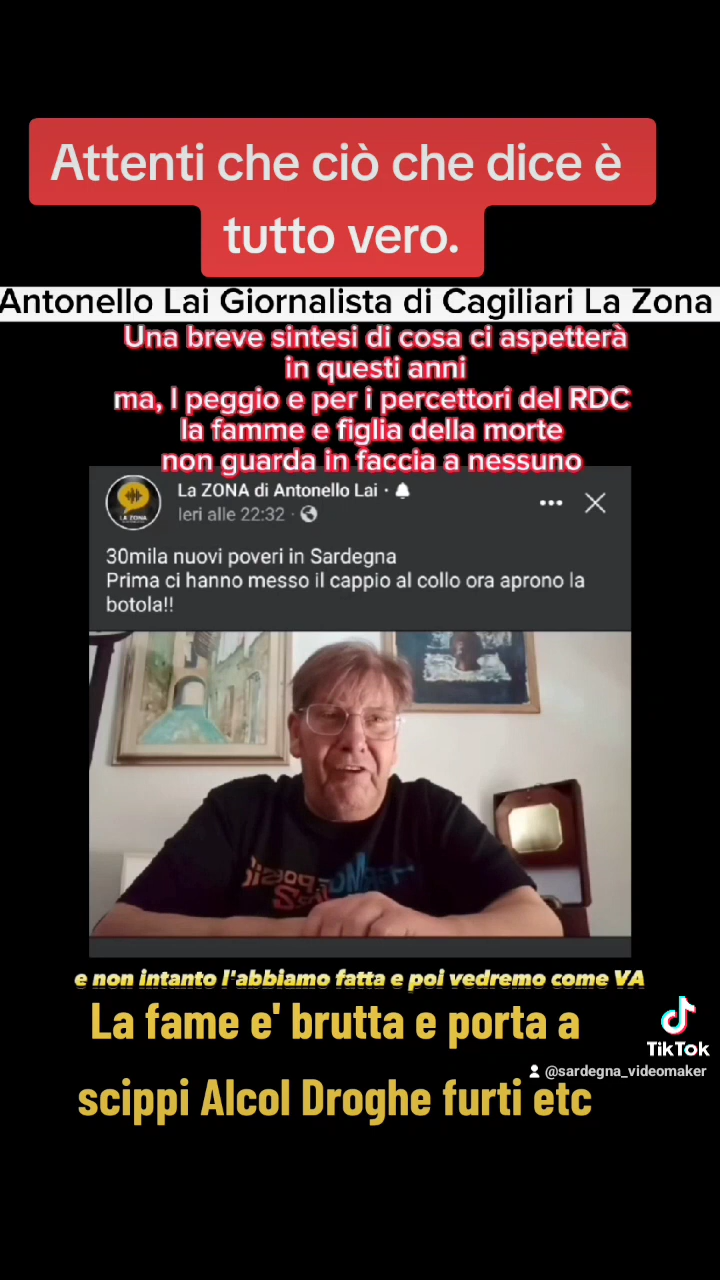 Attenti che ciò che dice è
tutto vero.
Antonello Lai Giornalista di Cagiliari La Zona
Una breve sintesi di cosa ci aspetterà
in questi anni
ma, I peggio e per i percettori del RDC
la famme e figlia della morte
non guarda in faccia a nessuno
La ZONA di Antonello Lai ·
Ieri alle 22:32 ·
LA ZONA
30mila nuovi poveri in Sardegna
Prima ci hanno messo il cappio al collo ora aprono la
botola!!
e non intanto l'abbiamo fatta e poi vedremo come VA
La fame e' brutta e porta a
TikTok
@sardegna_videomaker
scippi Alcol Droghe furti etc